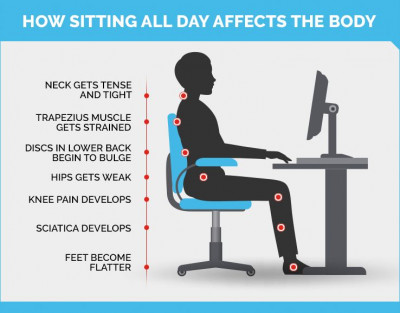 HOW SITTING ALL DAY AFFECTS THE BODY
NECK GETS TENSE
AND TIGHT
TRAPEZIUS MUSCLE
GETS STRAINED
DISCS IN LOWER BACK
BEGIN TO BULGE
HIPS GETS WEAK
KNEE PAIN DEVELOPS
SCIATICA DEVELOPS
FEET BECOME
FLATTER